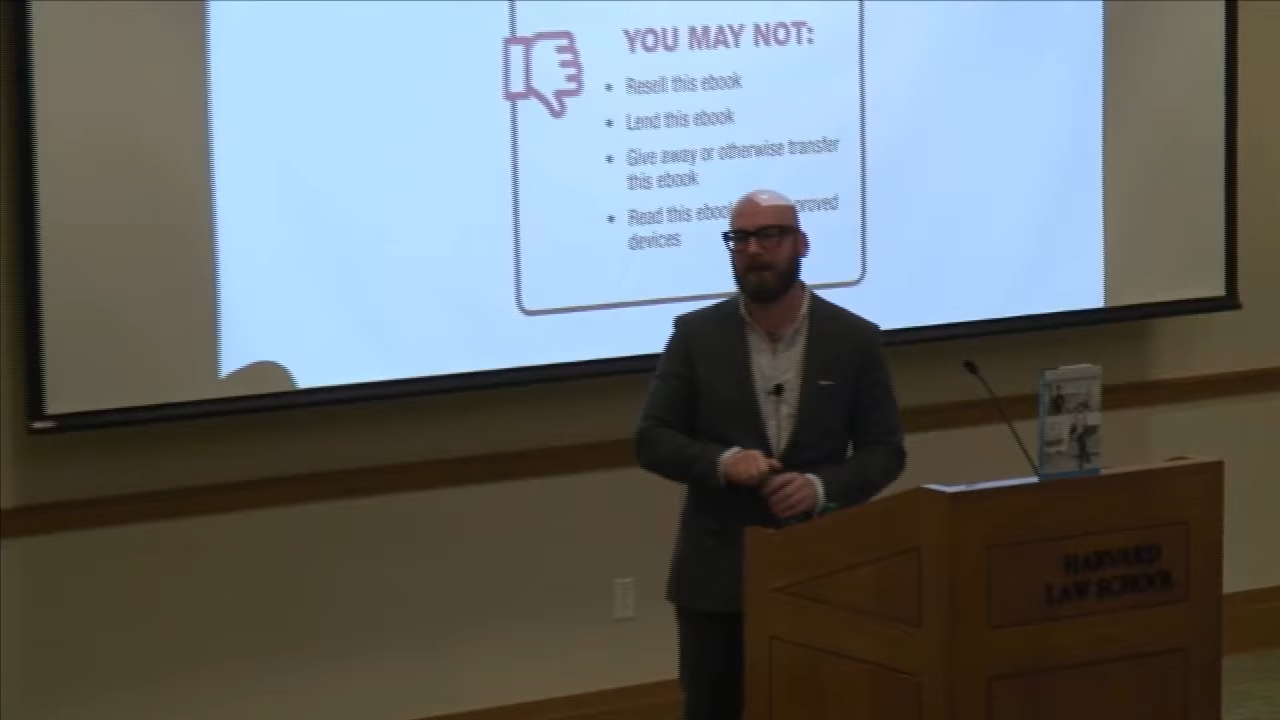 YOU MAY NOT:
• Resell this ebook
• Lend this ebook
• Give away or otherwise transfer
this ebook
• Read this
devices
HARVARD
LAW SCHOOL